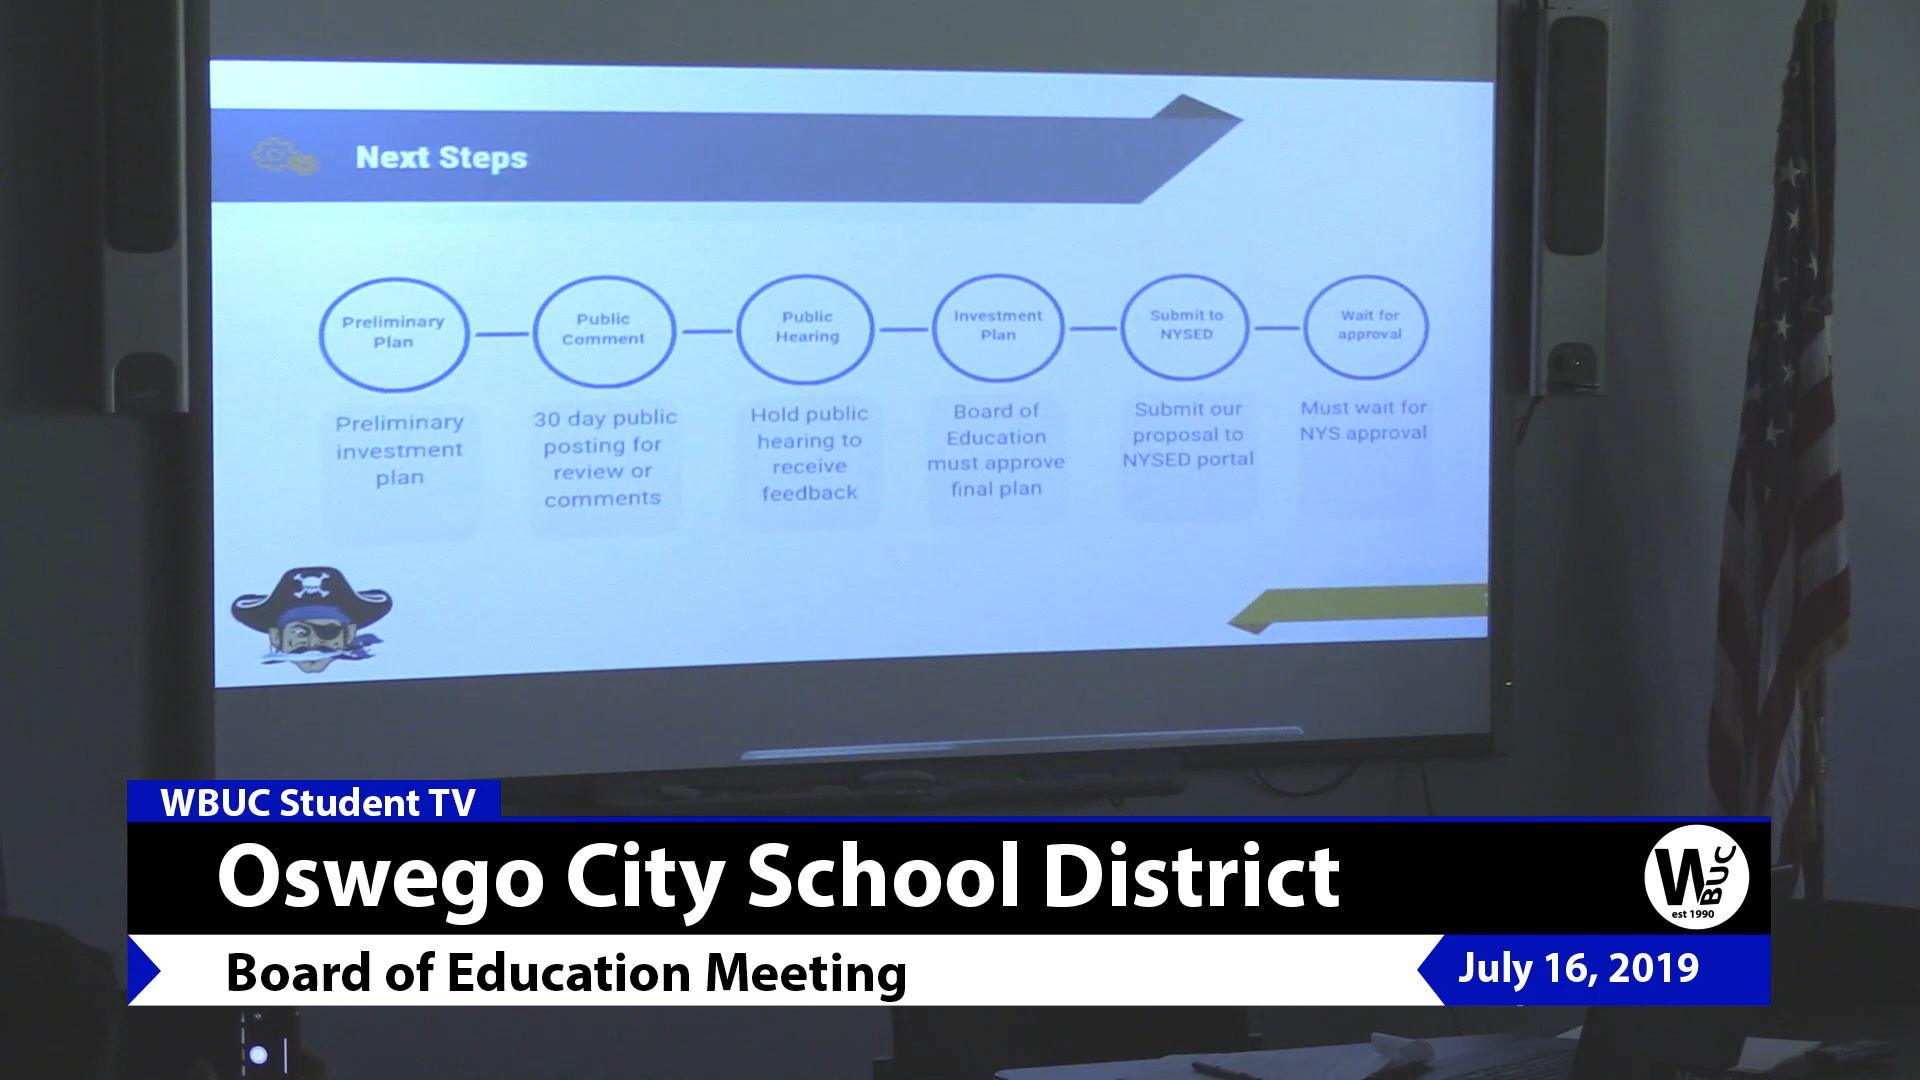 Next Steps
Preliminary
Plan
Public
Comment
Public
Hearing
Investment
Plan
Submit to
NYSED
Wait for
approval
Preliminary
investment
plan
30 day public
posting for
review or
comments
Hold public
hearing to
receive
feedback
Board of
Education
must approve
final plan
Submit our
proposal to
NYSED portal
Must wait for
NYS approval
WBUC Student TV
Oswego City School District
WBUC
est 1990
Board of Education Meeting
July 16, 2019